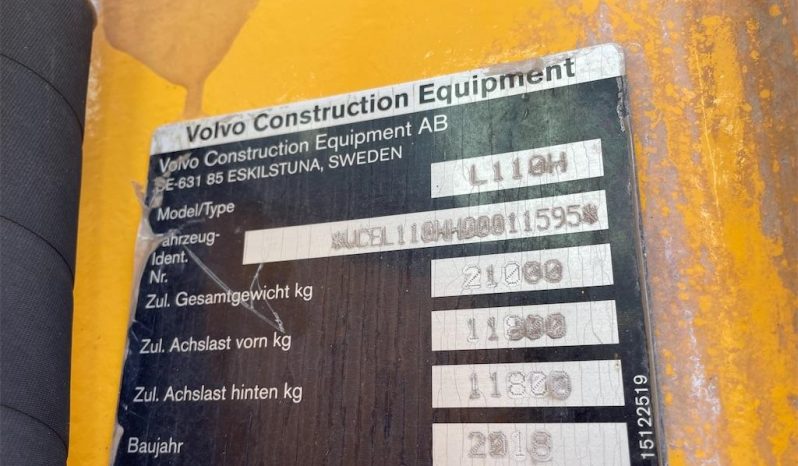 Volvo Construction Equipment
Volvo Construction Equipment AB
SE-631 85 ESKILSTUNA, SWEDEN
Model/Type L110H
Fahrzeug-
Ident.
Nr. *VCEL110HH00011595*
Zul. Gesamtgewicht kg 21000
Zul. Achslast vorn kg 11800
Zul. Achslast hinten kg 11800
Baujahr 2018
15122519